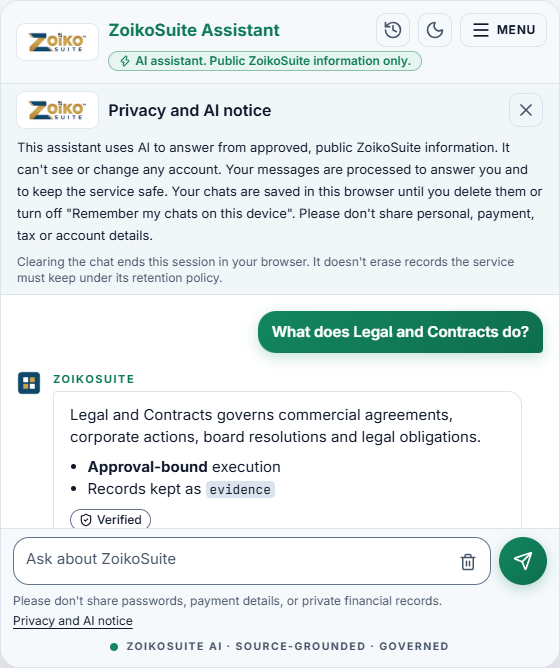 Zoiko™
SUITE
ZoikoSuite Assistant
AI assistant. Public ZoikoSuite information only.
MENU
Zoiko™
SUITE
Privacy and AI notice
This assistant uses AI to answer from approved, public ZoikoSuite information. It
can't see or change any account. Your messages are processed to answer you and
to keep the service safe. Your chats are saved in this browser until you delete them or
turn off "Remember my chats on this device". Please don't share personal, payment,
tax or account details.
Clearing the chat ends this session in your browser. It doesn't erase records the service
must keep under its retention policy.
What does Legal and Contracts do?
ZOIKOSUITE
Legal and Contracts governs commercial agreements,
corporate actions, board resolutions and legal obligations.
• Approval-bound execution
• Records kept as evidence
Verified
Ask about ZoikoSuite
Please don't share passwords, payment details, or private financial records.
Privacy and AI notice
ZOIKOSUITE AI · SOURCE-GROUNDED · GOVERNED